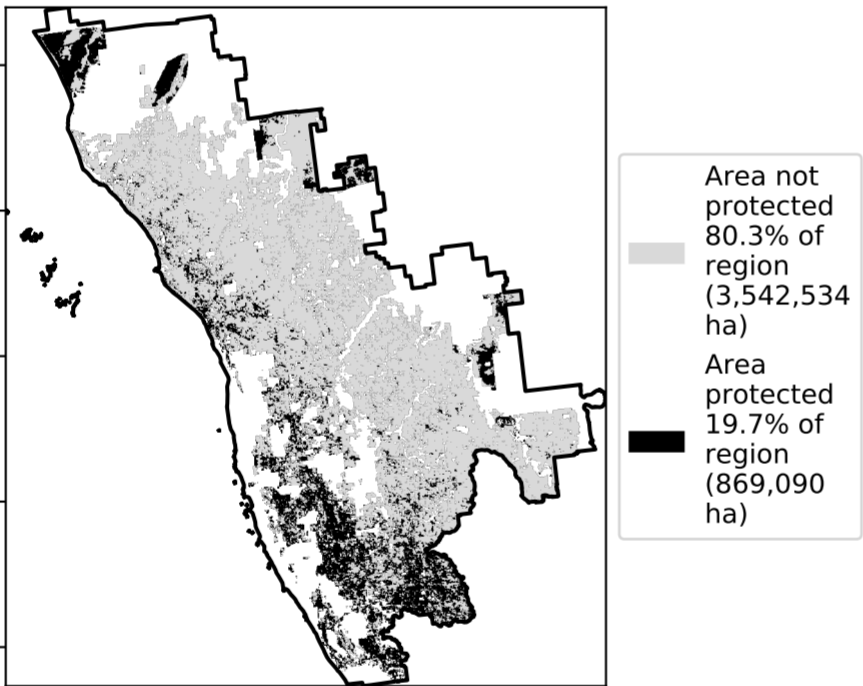 Area not
protected
80.3% of
region
(3,542,534
ha)
Area
protected
19.7% of
region
(869,090
ha)